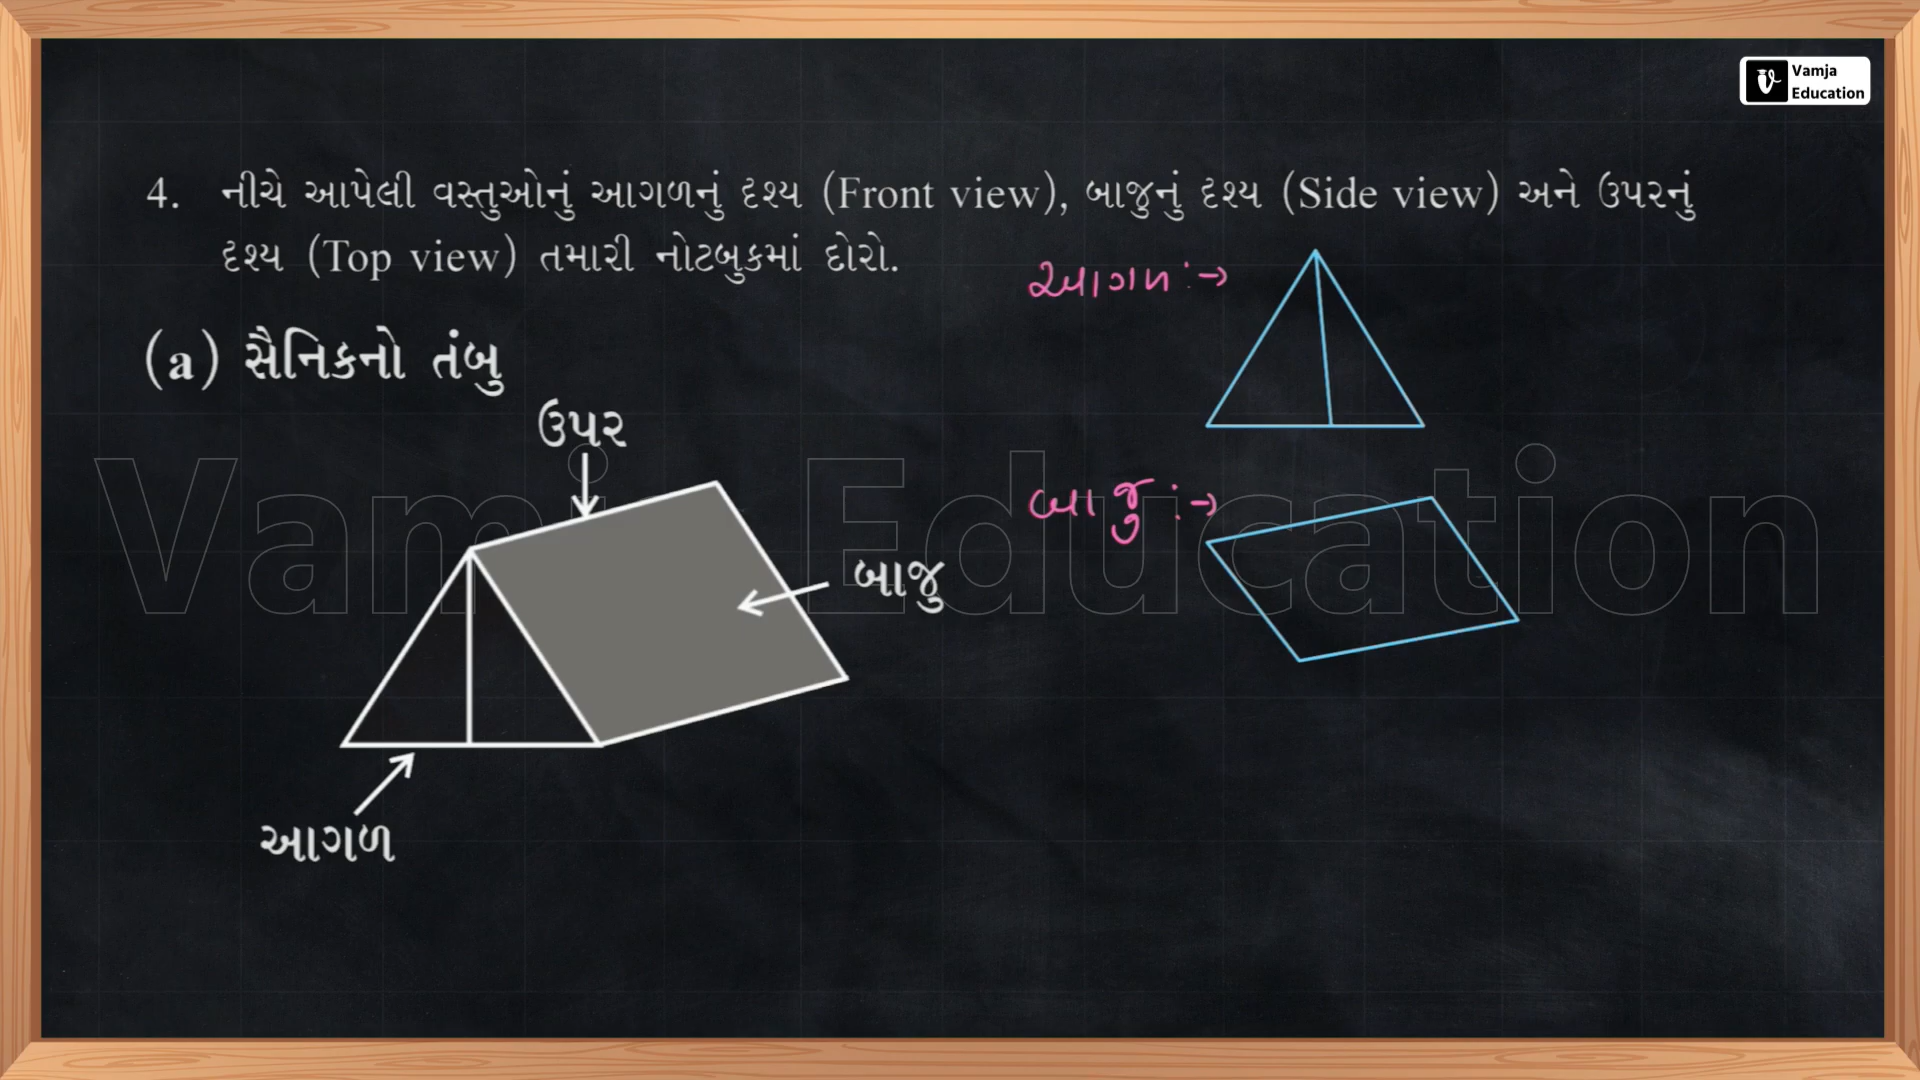 Vamja
Education
4. નીચે આપેલી વસ્તુઓનું આગળનું દૃશ્ય (Front view), બાજુનું દૃશ્ય (Side view) અને ઉપરનું
દૃશ્ય (Top view) તમારી નોટબુકમાં દોરો.
આગળ :→
(a) સૈનિકનો તંબુ
ઉપર
બાજુ :→
Vamja Education
બાજુ
આગળ